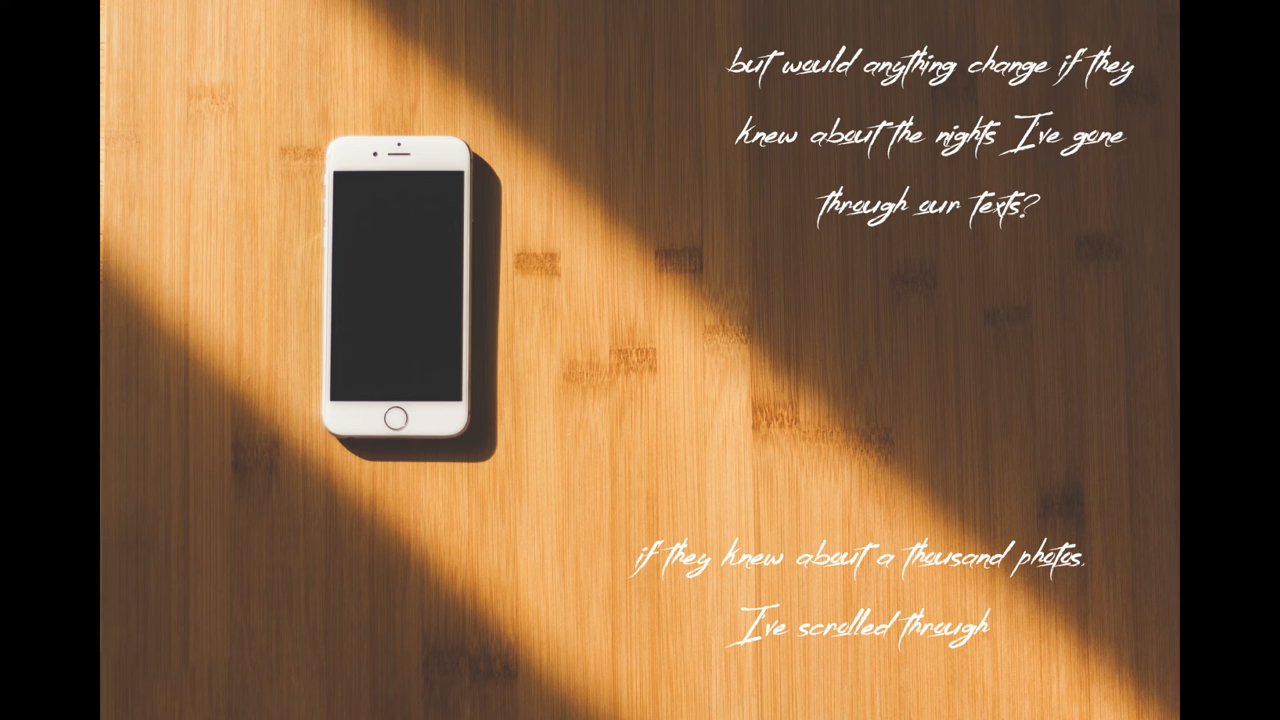 but would anything change if they
knew about the nights I've gone
through our texts?
if they knew about a thousand photos.
I've scrolled through